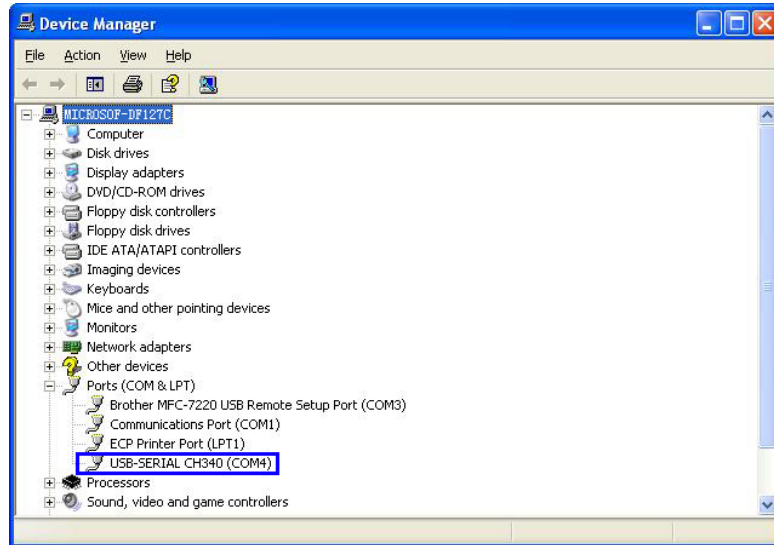 Device Manager
File Action View Help
MICROSOF-DF127C
Computer
Disk drives
Display adapters
DVD/CD-ROM drives
Floppy disk controllers
Floppy disk drives
IDE ATA/ATAPI controllers
Imaging devices
Keyboards
Mice and other pointing devices
Monitors
Network adapters
Other devices
Ports (COM & LPT)
Brother MFC-7220 USB Remote Setup Port (COM3)
Communications Port (COM1)
ECP Printer Port (LPT1)
USB-SERIAL CH340 (COM4)
Processors
Sound, video and game controllers